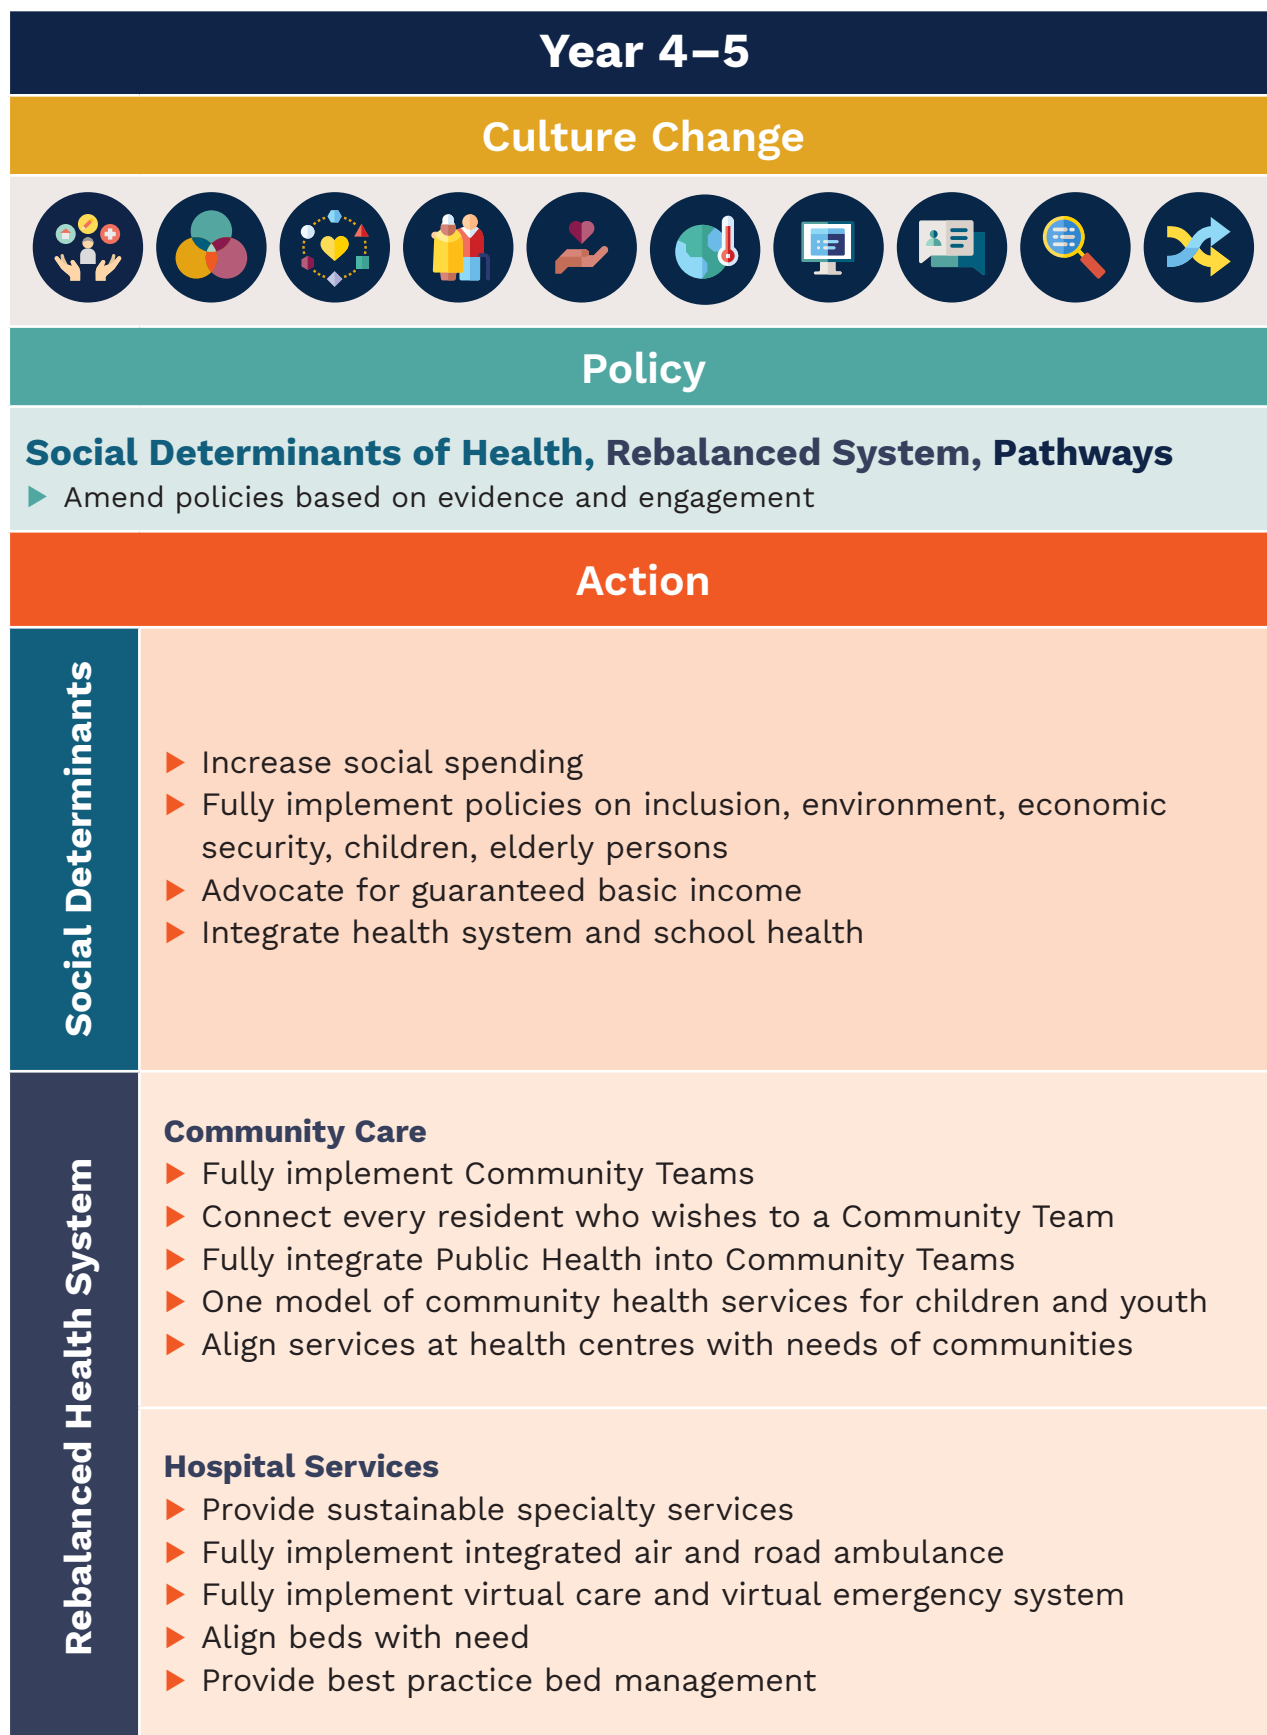 Year 4–5
Culture Change
Policy
Social Determinants of Health, Rebalanced System, Pathways
Amend policies based on evidence and engagement
Action
Social Determinants
Increase social spending
Fully implement policies on inclusion, environment, economic
security, children, elderly persons
Advocate for guaranteed basic income
Integrate health system and school health
Rebalanced Health System
Community Care
Fully implement Community Teams
Connect every resident who wishes to a Community Team
Fully integrate Public Health into Community Teams
One model of community health services for children and youth
Align services at health centres with needs of communities
Hospital Services
Provide sustainable specialty services
Fully implement integrated air and road ambulance
Fully implement virtual care and virtual emergency system
Align beds with need
Provide best practice bed management